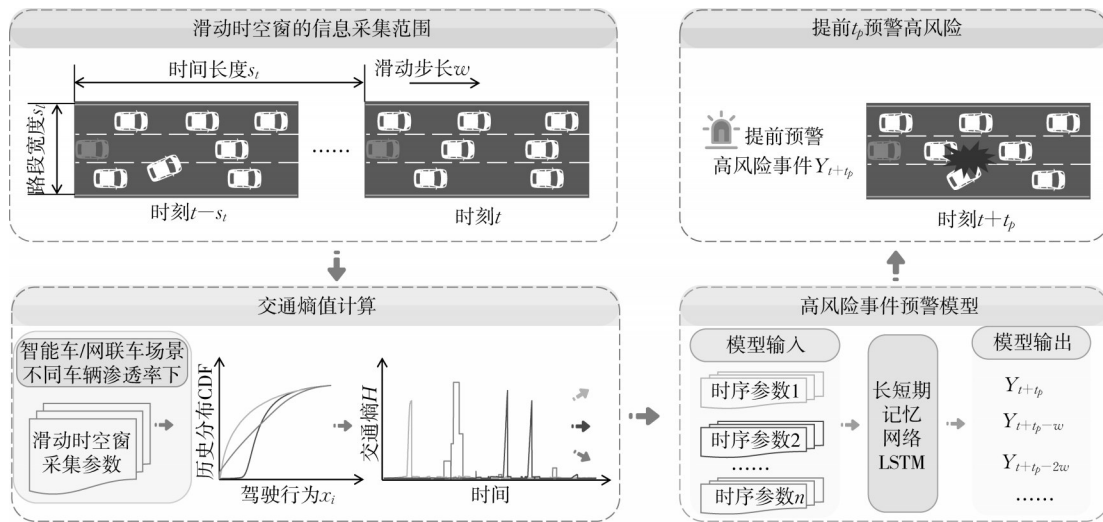 滑动时空窗的信息采集范围
时间长度s_t
滑动步长w
路段宽度s_l
……
时刻t-s_t
时刻t
提前t_p预警高风险
提前预警
高风险事件Y_{t+t_p}
时刻t+t_p
交通熵值计算
智能车/网联车场景
不同车辆渗透率下
滑动时空窗
采集参数
历史分布CDF
驾驶行为x_i
交通熵H
时间
高风险事件预警模型
模型输入
时序参数1
时序参数2
……
时序参数n
长短期
记忆
网络
LSTM
模型输出
Y_{t+t_p}
Y_{t+t_p-w}
Y_{t+t_p-2w}
……